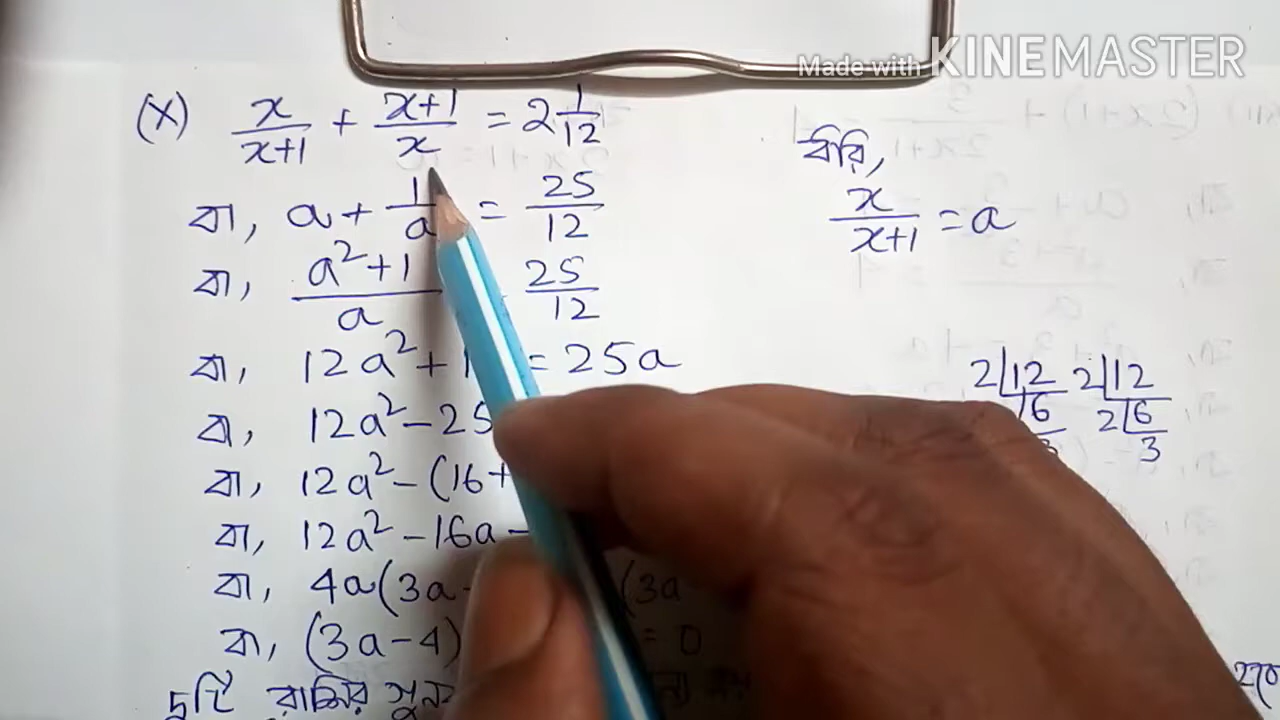 Made with KINEMASTER
(x) x/(x+1) + (x+1)/x = 2 1/12
বা, a + 1/a = 25/12
বা, (a²+1)/a 25/12
বা, 12a² + 1 = 25a
বা, 12a² - 25
বা, 12a² - (16+
বা, 12a² - 16a -
বা, 4a(3a - (3a
বা, (3a-4) = 0
দুটি রাশির
ধরি,
x/(x+1) = a
2 12 2 12
6 2 6
3 3